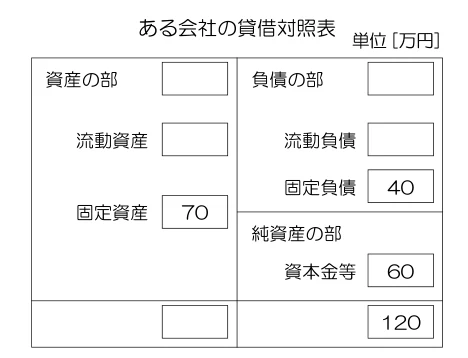 ある会社の貸借対照表
単位[万円]
資産の部
流動資産
固定資産 70
負債の部
流動負債
固定負債 40
純資産の部
資本金等 60
120